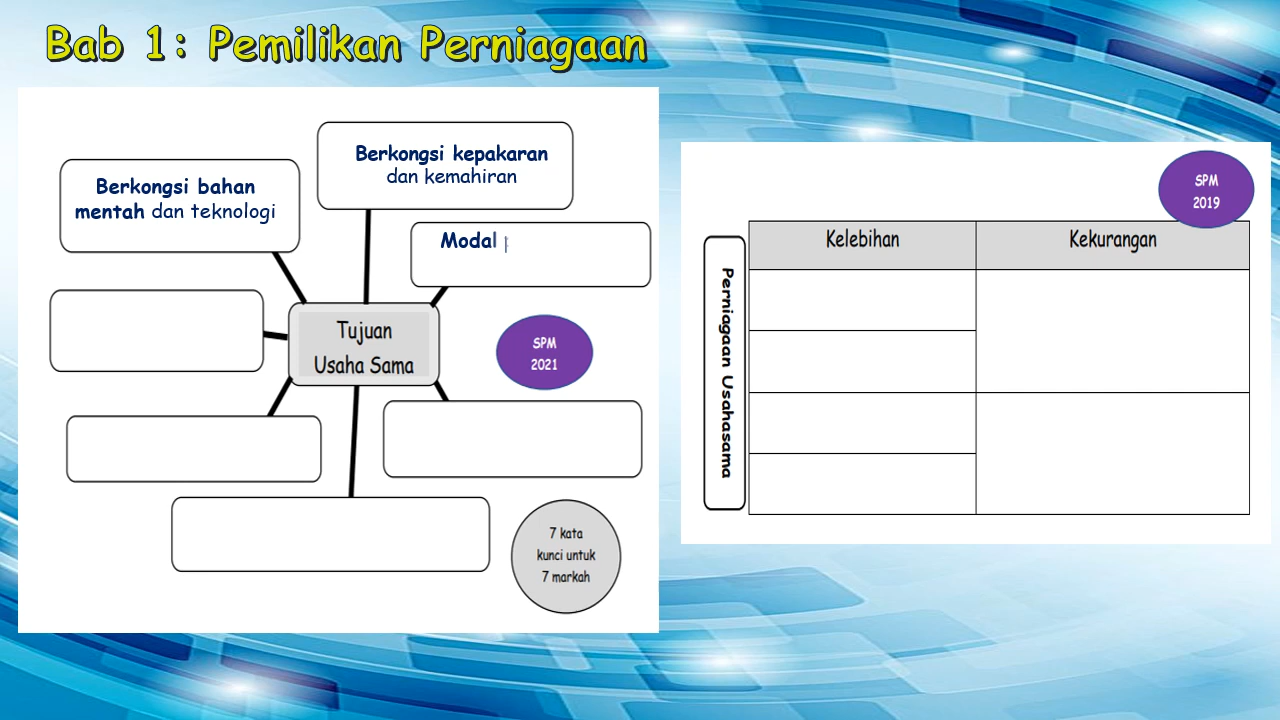 Bab 1: Pemilikan Perniagaan
Berkongsi kepakaran
dan kemahiran
Berkongsi bahan
mentah dan teknologi
Modal
Tujuan
Usaha Sama
SPM
2021
7 kata
kunci untuk
7 markah
SPM
2019
Kelebihan
Kekurangan
Perniagaan Usahasama